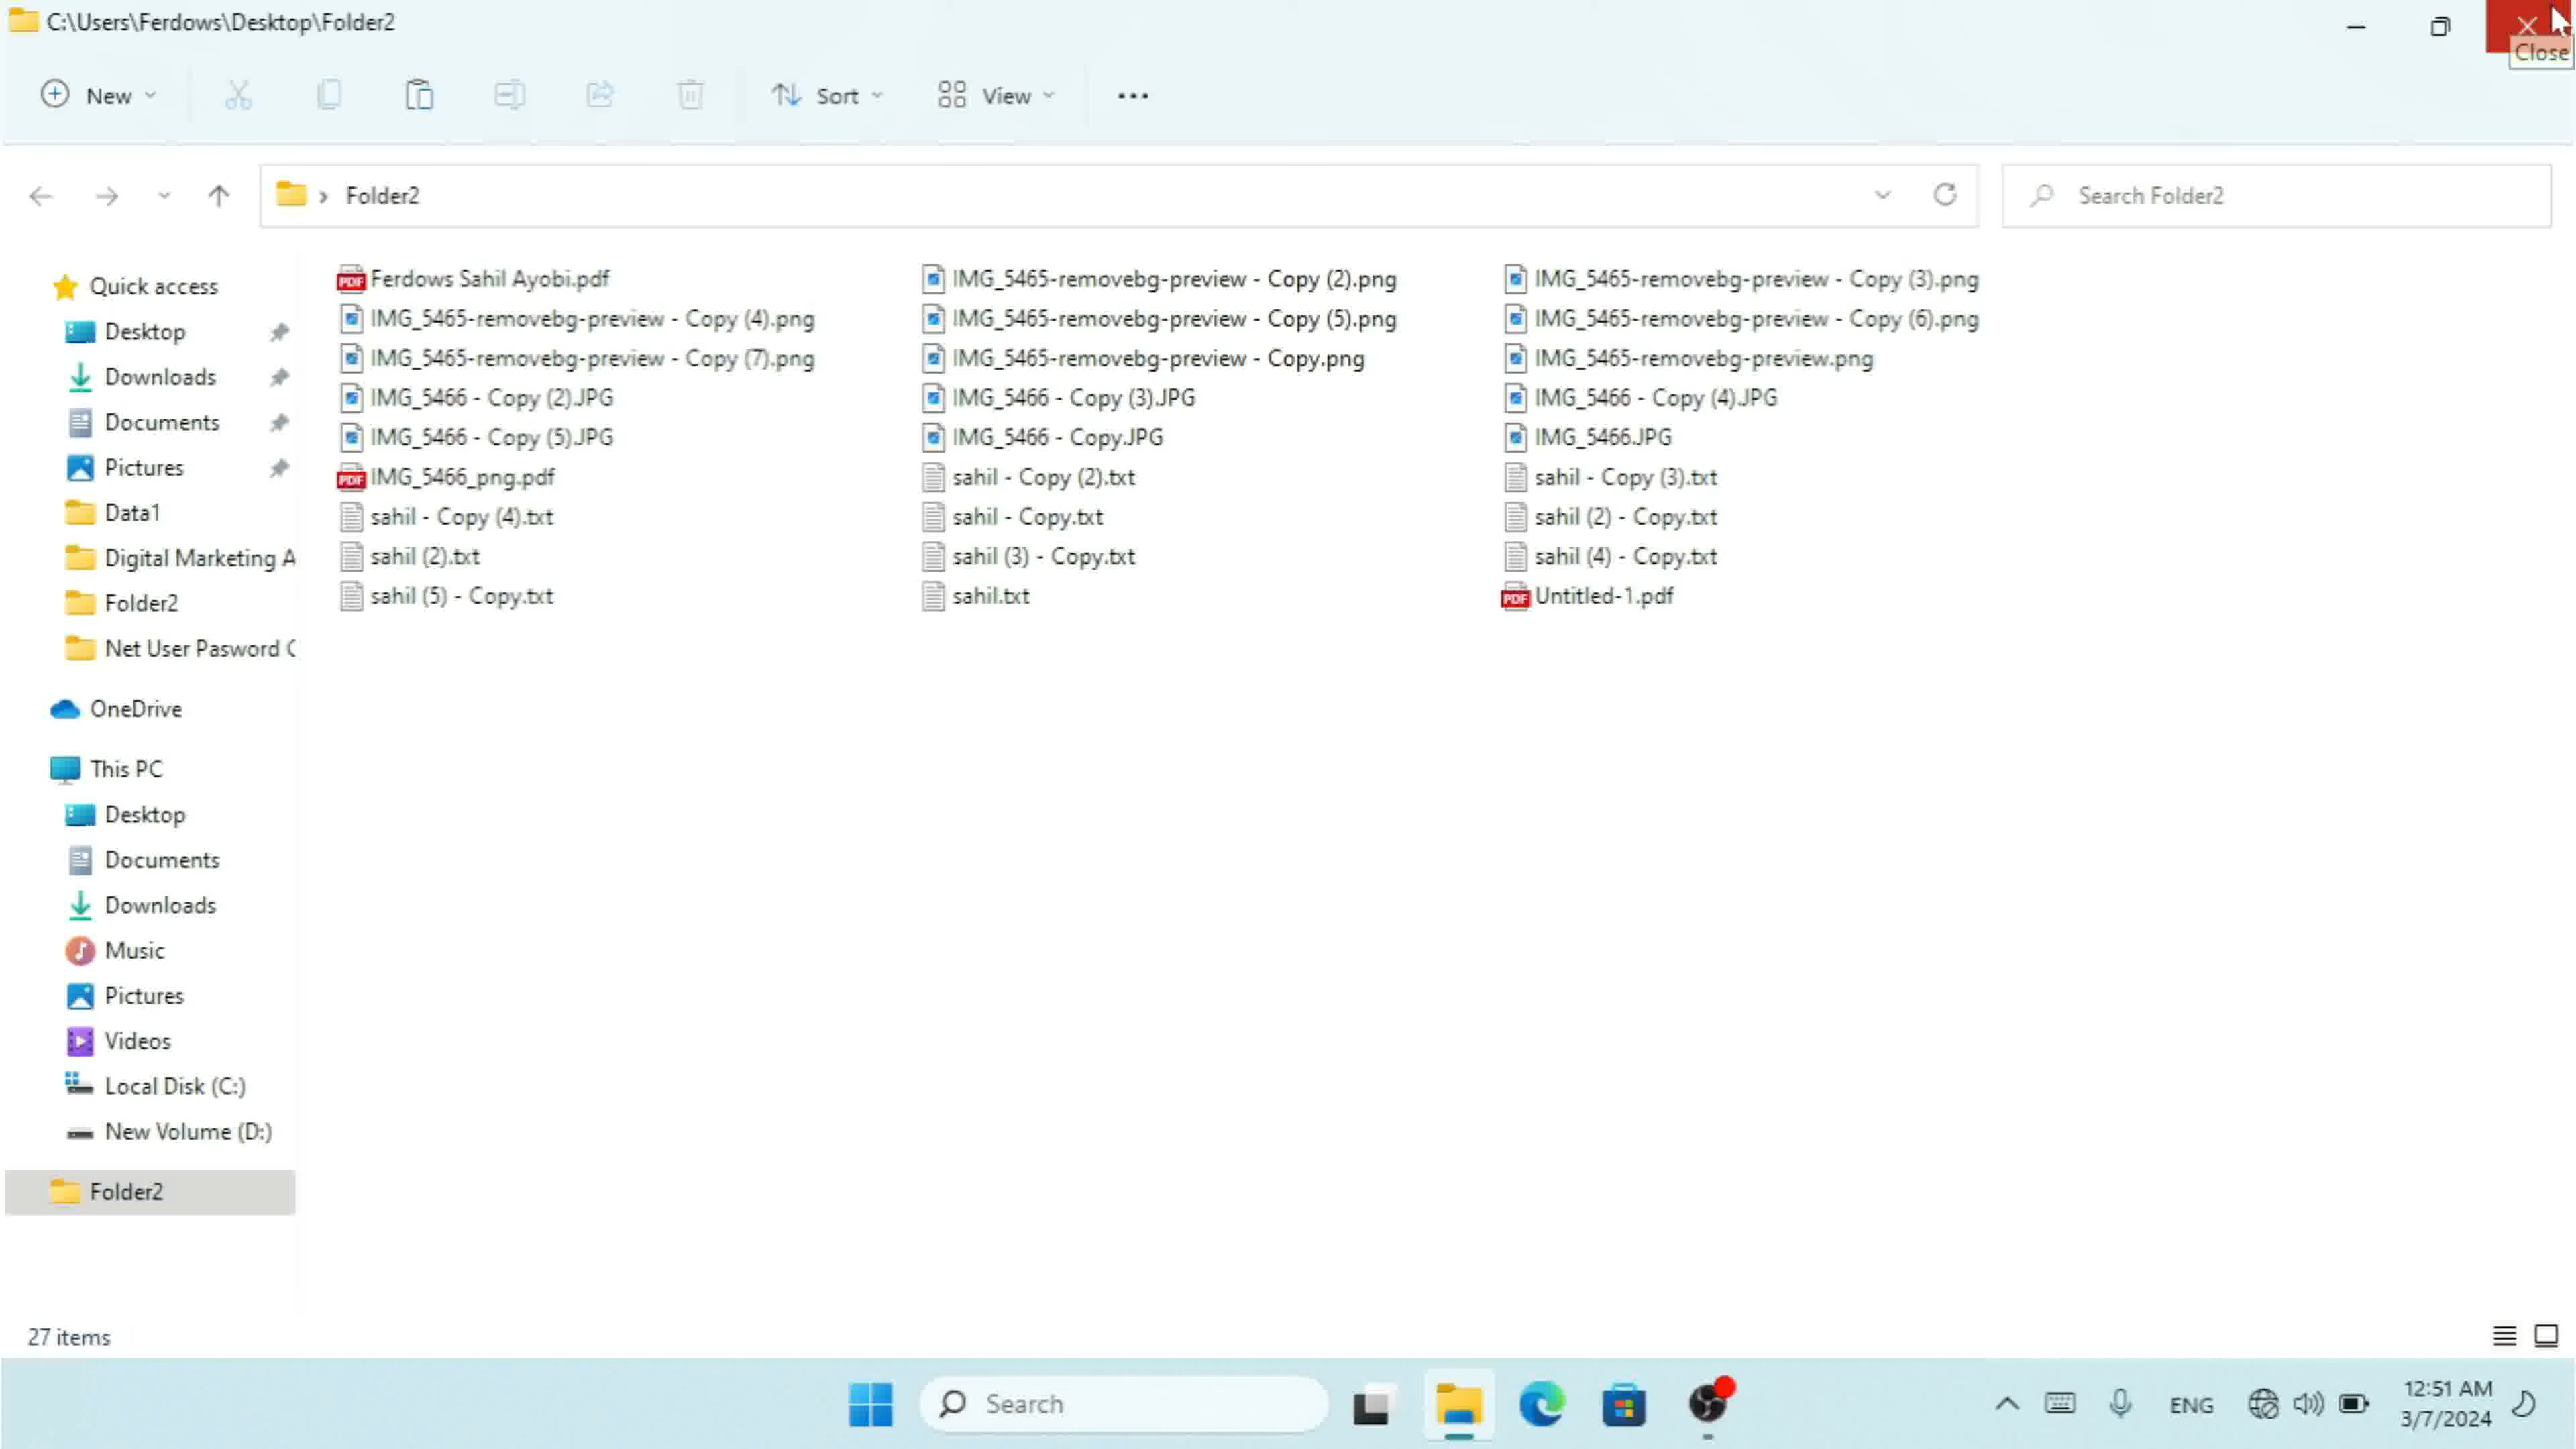 C:\Users\Ferdows\Desktop\Folder2
Close
New
Sort
View
Folder2
Search Folder2
Quick access
Desktop
Downloads
Documents
Pictures
Data1
Digital Marketing A
Folder2
Net User Pasword C
OneDrive
This PC
Desktop
Documents
Downloads
Music
Pictures
Videos
Local Disk (C:)
New Volume (D:)
Folder2
Ferdows Sahil Ayobi.pdf IMG_5465-removebg-preview - Copy (2).png IMG_5465-removebg-preview - Copy (3).png
IMG_5465-removebg-preview - Copy (4).png IMG_5465-removebg-preview - Copy (5).png IMG_5465-removebg-preview - Copy (6).png
IMG_5465-removebg-preview - Copy (7).png IMG_5465-removebg-preview - Copy.png IMG_5465-removebg-preview.png
IMG_5466 - Copy (2).JPG IMG_5466 - Copy (3).JPG IMG_5466 - Copy (4).JPG
IMG_5466 - Copy (5).JPG IMG_5466 - Copy.JPG IMG_5466.JPG
IMG_5466_png.pdf sahil - Copy (2).txt sahil - Copy (3).txt
sahil - Copy (4).txt sahil - Copy.txt sahil (2) - Copy.txt
sahil (2).txt sahil (3) - Copy.txt sahil (4) - Copy.txt
sahil (5) - Copy.txt sahil.txt Untitled-1.pdf
27 items
Search
ENG
12:51 AM
3/7/2024